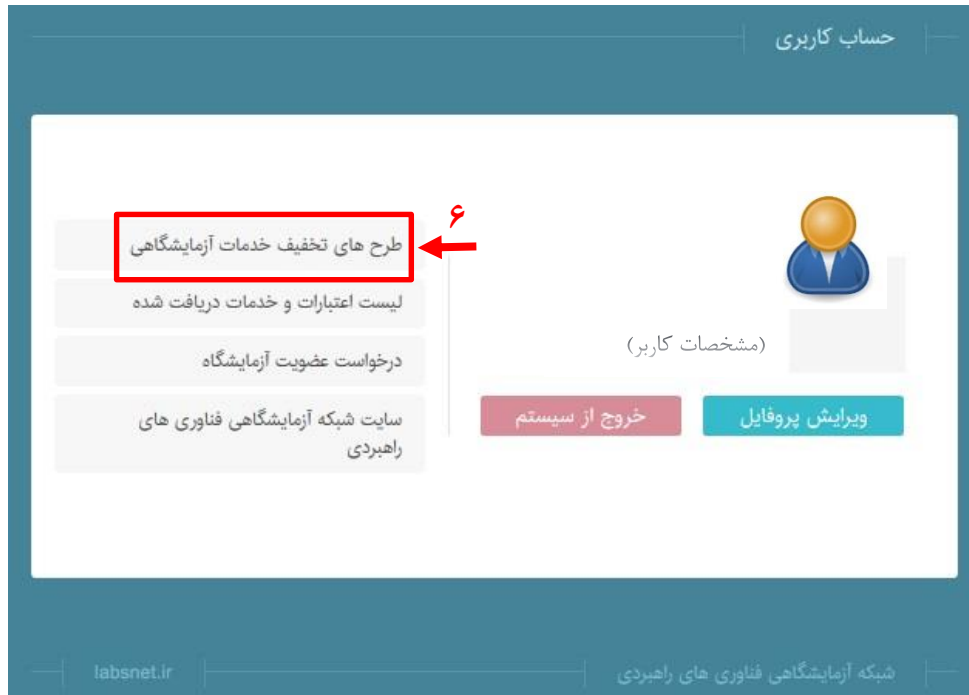 حساب کاربری
(مشخصات کاربر)
ویرایش پروفایل
خروج از سیستم
۶
طرح های تخفیف خدمات آزمایشگاهی
لیست اعتبارات و خدمات دریافت شده
درخواست عضویت آزمایشگاه
سایت شبکه آزمایشگاهی فناوری های
راهبردی
شبکه آزمایشگاهی فناوری های راهبردی
labsnet.ir